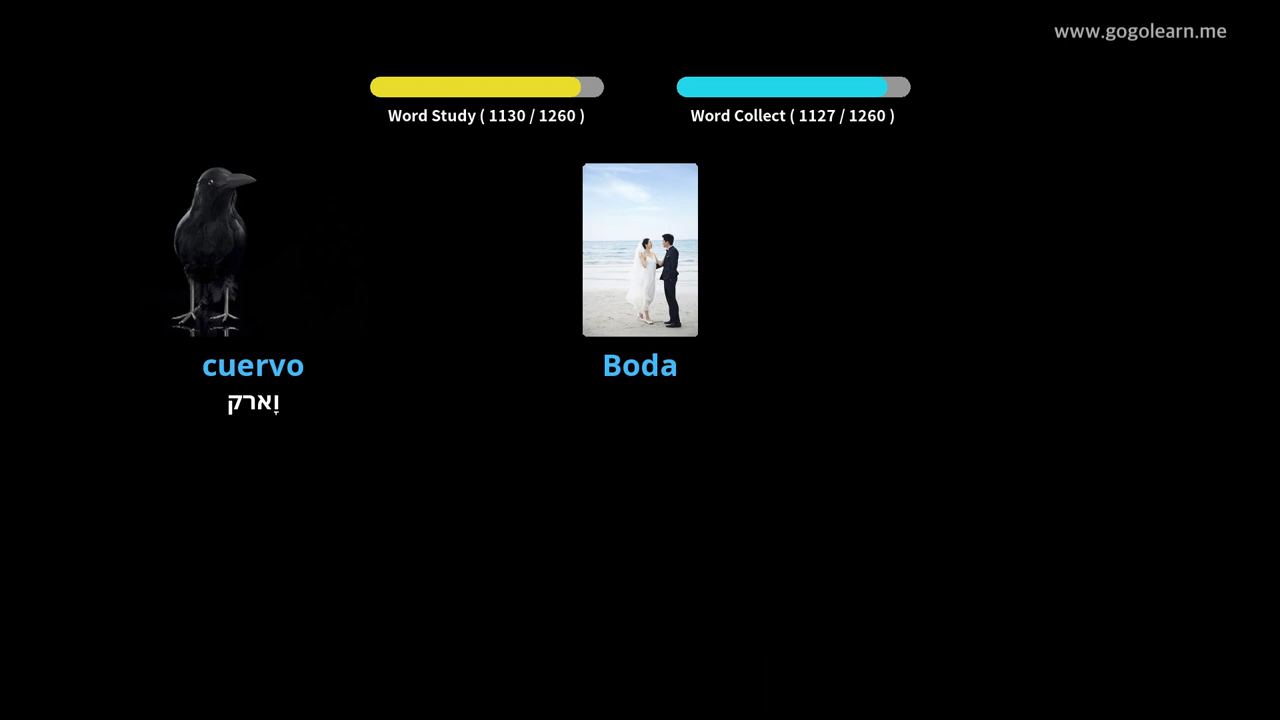 www.gogolearn.me
Word Study ( 1130 / 1260 )
Word Collect ( 1127 / 1260 )
cuervo
Boda
וָארק